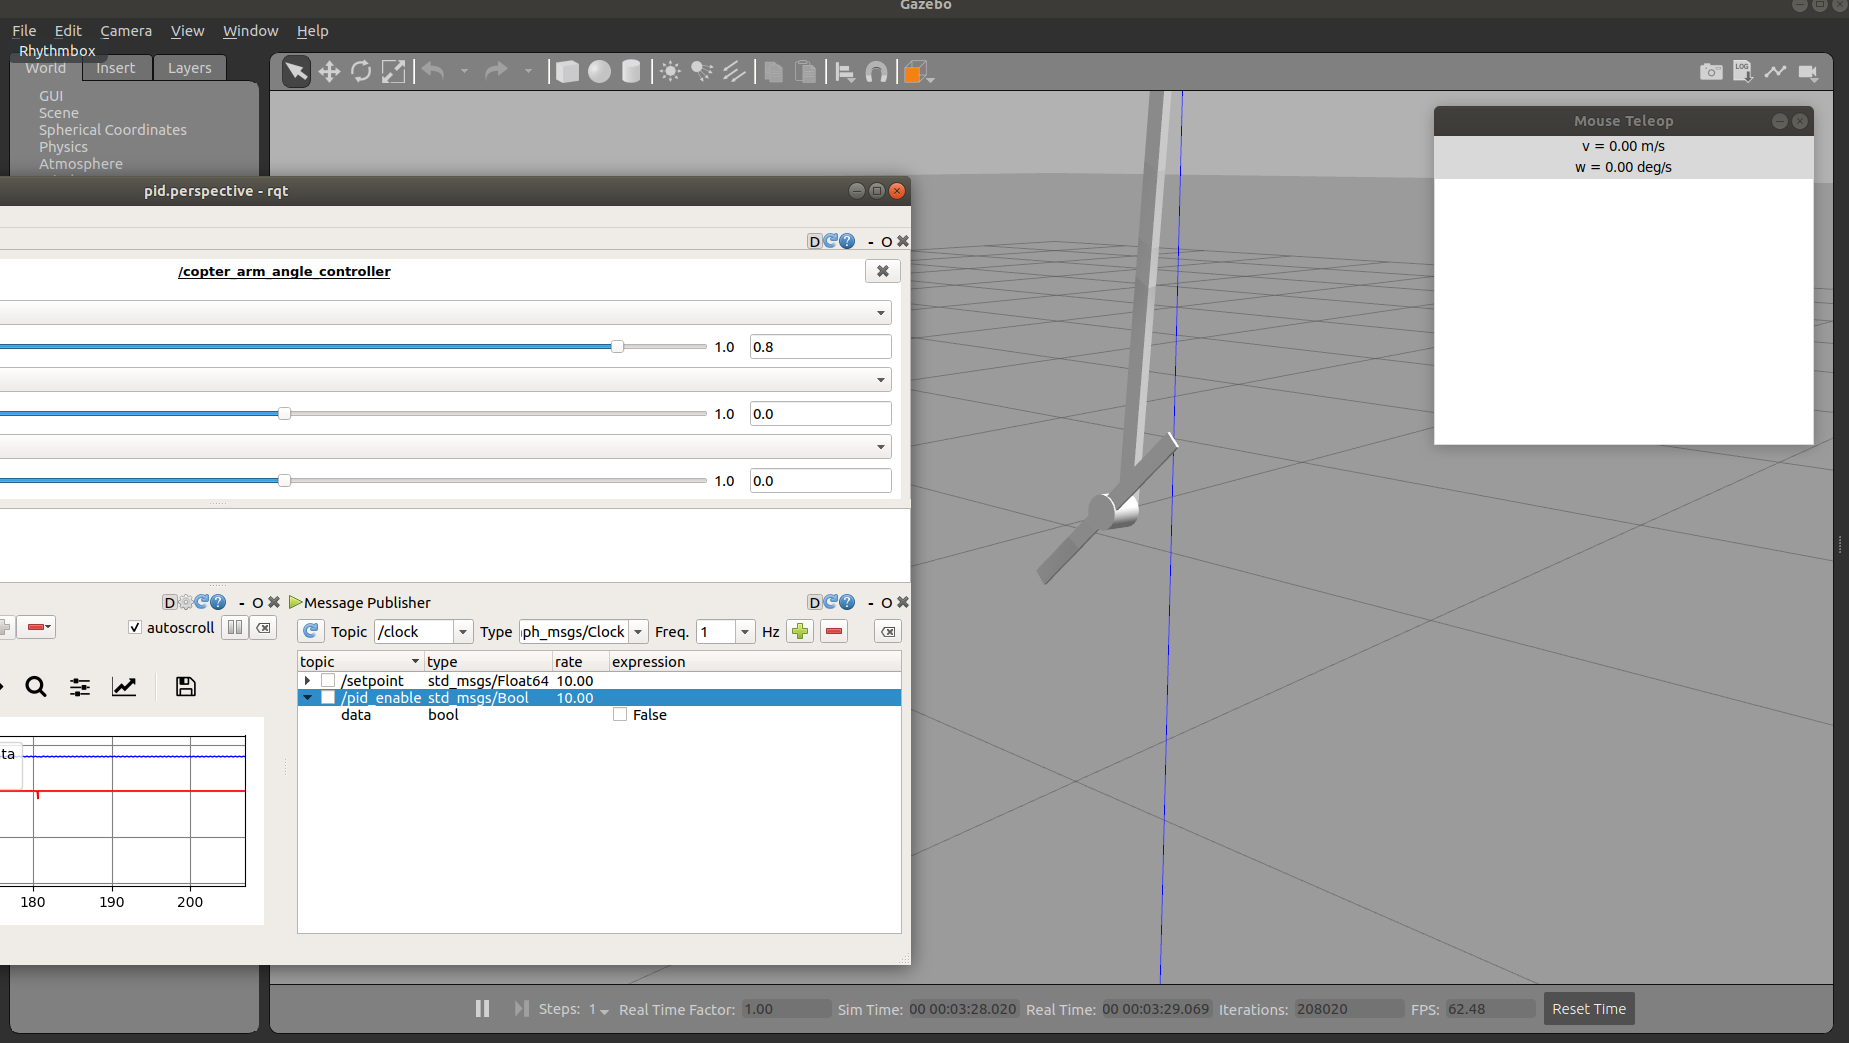 Gazebo
File Edit Camera View Window Help
Rhythmbox
World Insert Layers
GUI
Scene
Spherical Coordinates
Physics
Atmosphere
LOG
Mouse Teleop
v = 0.00 m/s
w = 0.00 deg/s
pid.perspective - rqt
D - O
/copter_arm_angle_controller
1.0 0.8
1.0 0.0
1.0 0.0
D - O
Message Publisher
D - O
autoscroll
Topic /clock Type ph_msgs/Clock Freq. 1 Hz
topic type rate expression
/setpoint std_msgs/Float64 10.00
/pid_enable std_msgs/Bool 10.00
data bool False
ta
180 190 200
Steps: 1 Real Time Factor: 1.00 Sim Time: 00 00:03:28.020 Real Time: 00 00:03:29.069 Iterations: 208020 FPS: 62.48 Reset Time